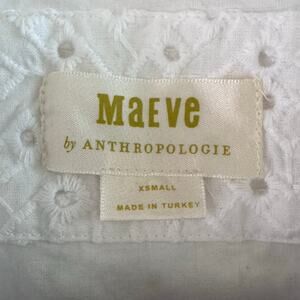 MaEve
by ANTHROPOLOGIE
XSMALL
MADE IN TURKEY